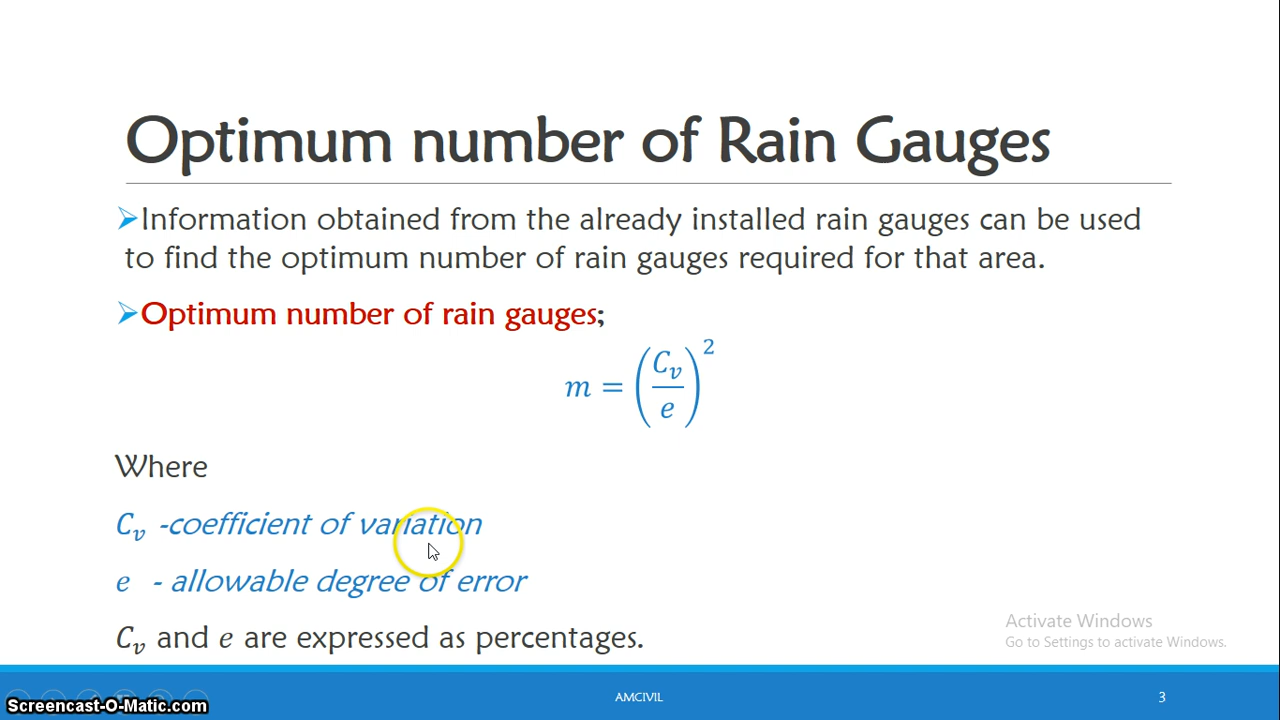 Optimum number of Rain Gauges
➢Information obtained from the already installed rain gauges can be used
to find the optimum number of rain gauges required for that area.
➢Optimum number of rain gauges;
m = (C_v / e)^2
Where
C_v -coefficient of variation
e - allowable degree of error
C_v and e are expressed as percentages.
Activate Windows
Go to Settings to activate Windows.
Screencast-O-Matic.com
AMCIVIL
3